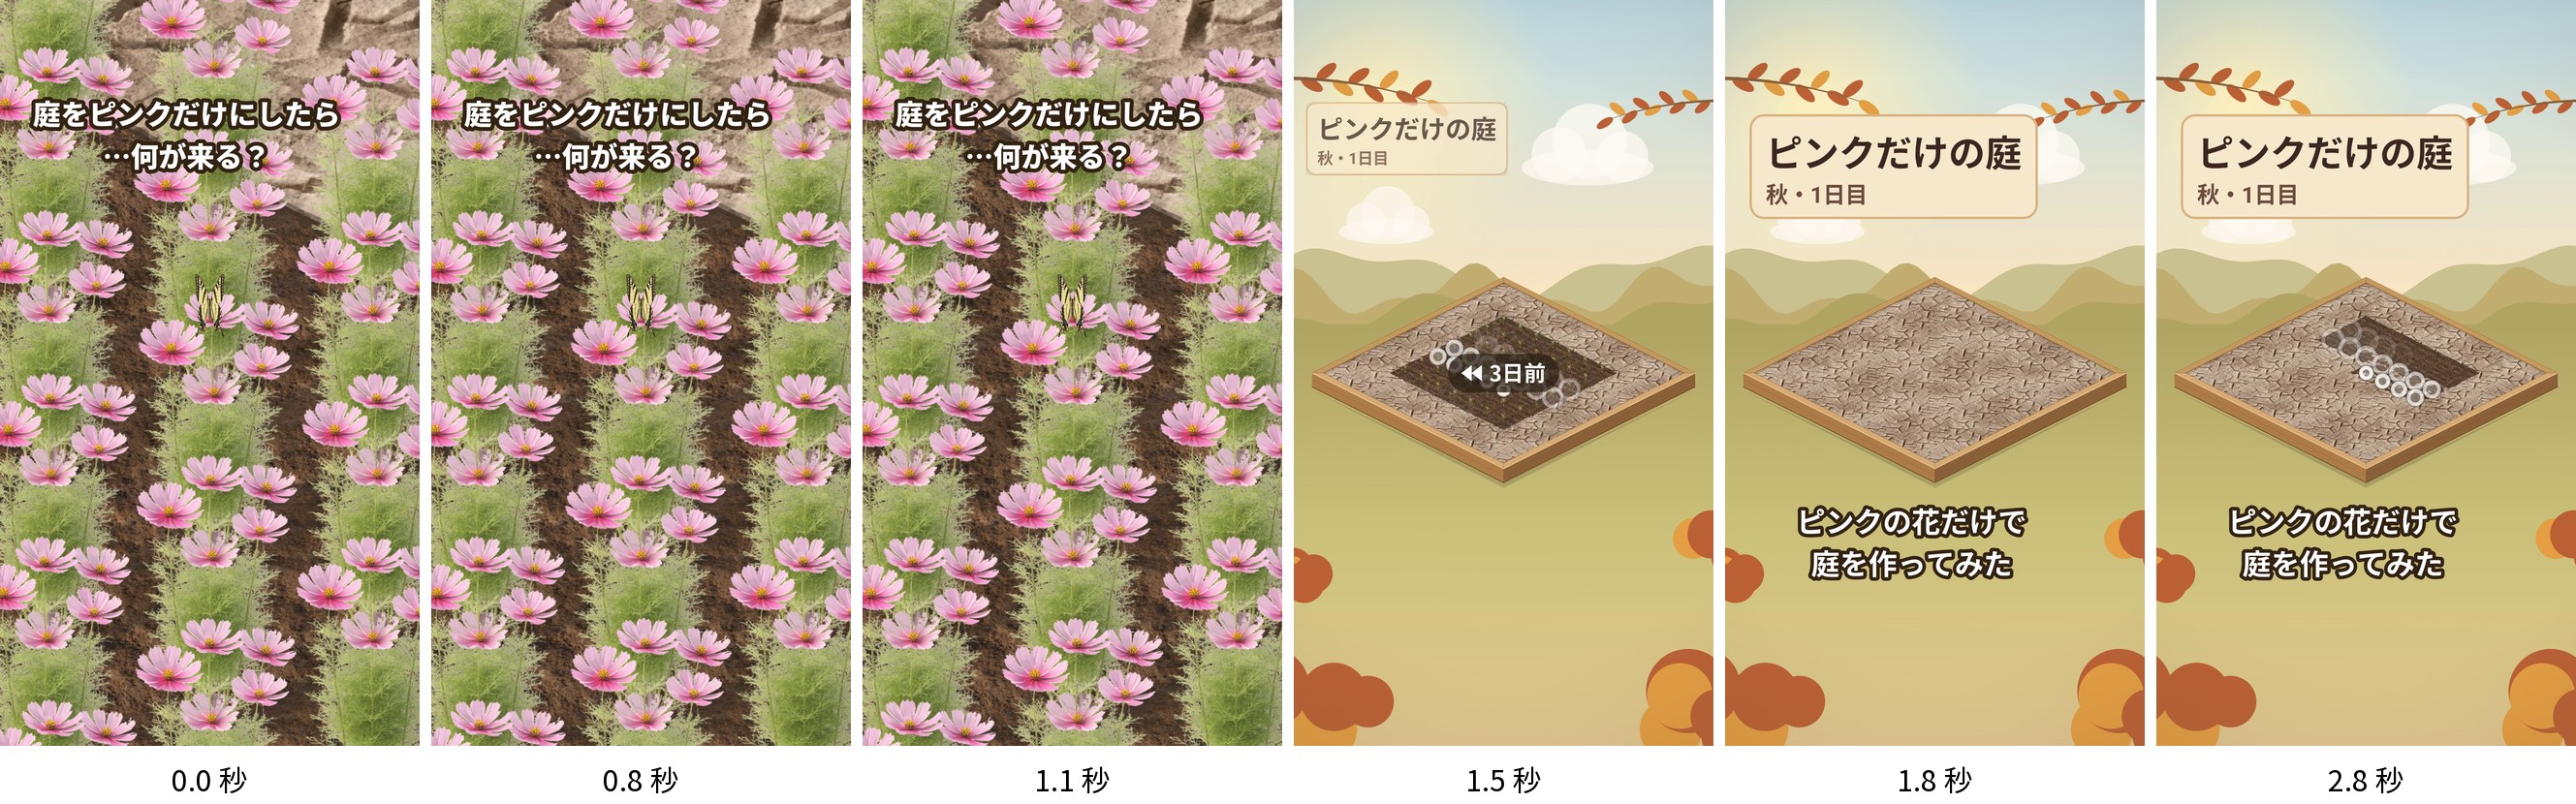 庭をピンクだけにしたら
…何が来る？
庭をピンクだけにしたら
…何が来る？
庭をピンクだけにしたら
…何が来る？
ピンクだけの庭
秋・1日目
3日前
ピンクだけの庭
秋・1日目
ピンクの花だけで
庭を作ってみた
ピンクだけの庭
秋・1日目
ピンクの花だけで
庭を作ってみた
0.0 秒
0.8 秒
1.1 秒
1.5 秒
1.8 秒
2.8 秒